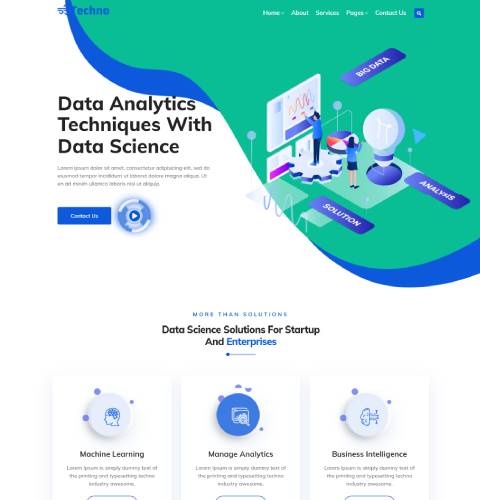 Techno
Home About Services Pages Contact Us
BIG DATA
Data Analytics
Techniques With
Data Science
Lorem ipsum dolor sit amet, consectetur adipisicing elit, sed do
eiusmod tempor incididunt ut labored dolore magna aliqua. Ut
en ad minim ullamco laboris nisi ut aliquip.
ANALYSIS
SOLUTION
Contact Us
MORE THAN SOLUTIONS
Data Science Solutions For Startup
And Enterprises
Machine Learning
Lorem Ipsum is simply dummy text of
the printing and typesetting techno
industry awesome.
Manage Analytics
Lorem Ipsum is simply dummy text of
the printing and typesetting techno
industry awesome.
Business Intelligence
Lorem Ipsum is simply dummy text of
the printing and typesetting techno
industry awesome.